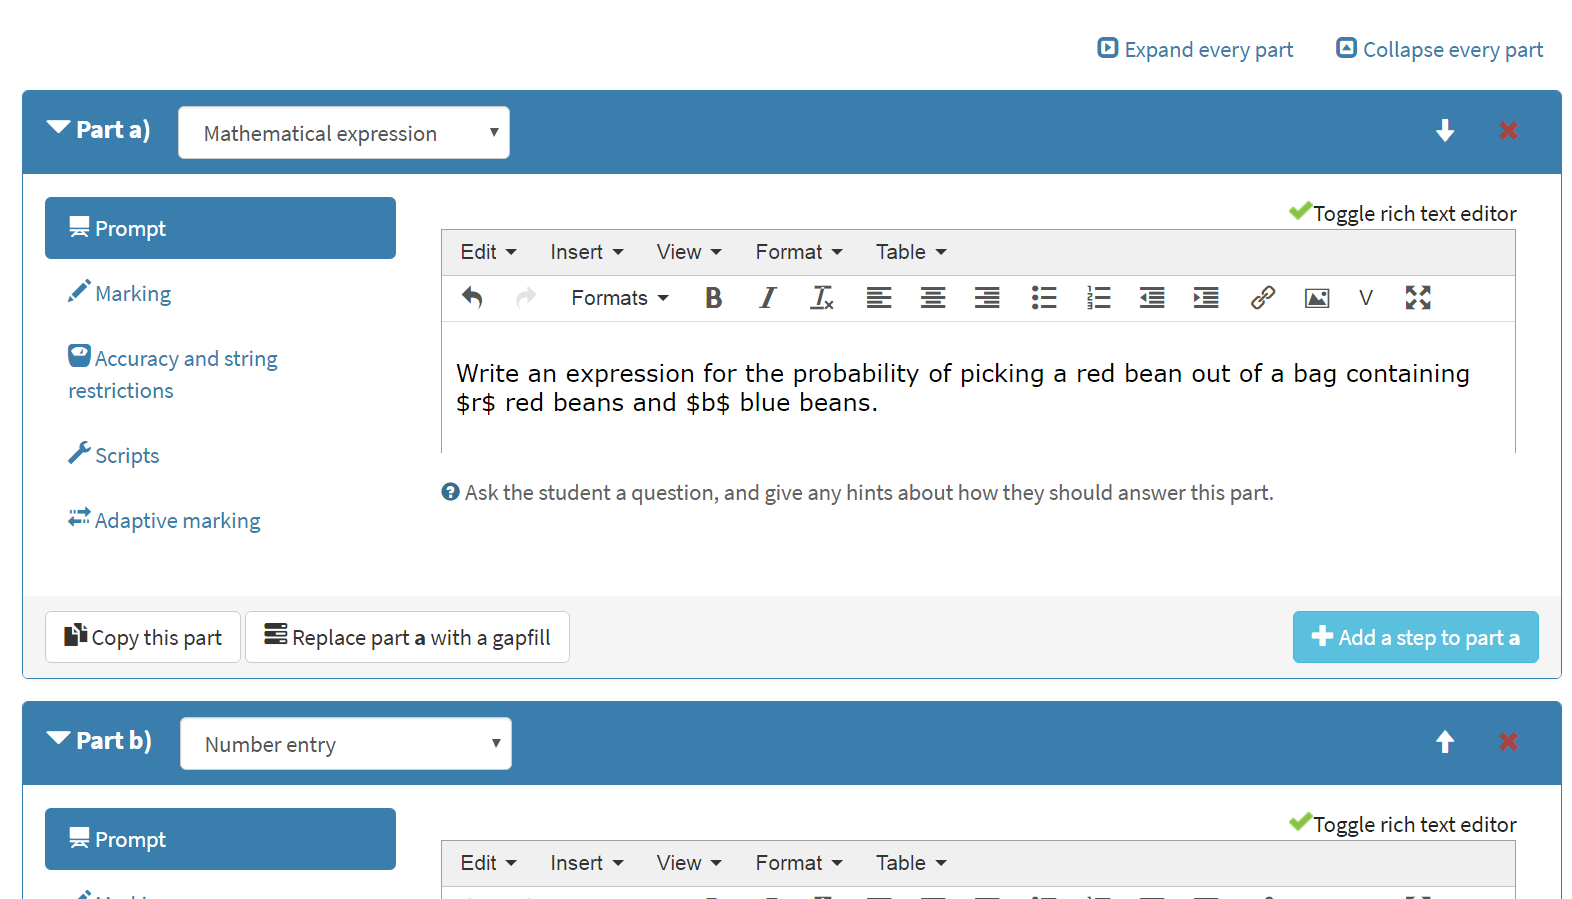 Expand every part Collapse every part
Part a) Mathematical expression
Prompt
Marking
Accuracy and string
restrictions
Scripts
Adaptive marking
Toggle rich text editor
Edit Insert View Format Table
Formats B I Tx V
Write an expression for the probability of picking a red bean out of a bag containing
$r$ red beans and $b$ blue beans.
Ask the student a question, and give any hints about how they should answer this part.
Copy this part Replace part a with a gapfill Add a step to part a
Part b) Number entry
Prompt
Toggle rich text editor
Edit Insert View Format Table